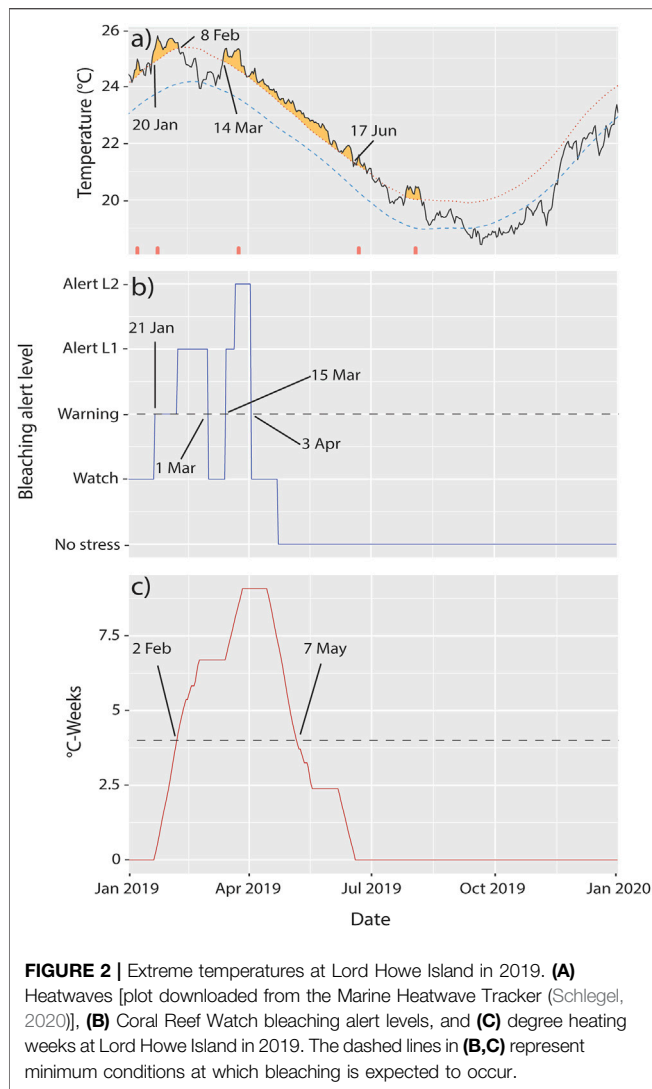 a)
26
24
22
20
Temperature (°C)
8 Feb
20 Jan
14 Mar
17 Jun
b)
Alert L2
Alert L1
Warning
Watch
No stress
Bleaching alert level
21 Jan
15 Mar
1 Mar
3 Apr
c)
7.5
5
2.5
0
°C-Weeks
2 Feb
7 May
Jan 2019
Apr 2019
Jul 2019
Oct 2019
Jan 2020
Date
FIGURE 2 | Extreme temperatures at Lord Howe Island in 2019. (A)
Heatwaves [plot downloaded from the Marine Heatwave Tracker (Schlegel,
2020)], (B) Coral Reef Watch bleaching alert levels, and (C) degree heating
weeks at Lord Howe Island in 2019. The dashed lines in (B,C) represent
minimum conditions at which bleaching is expected to occur.